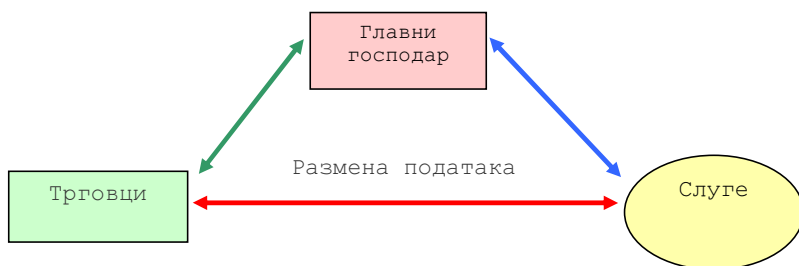 Главни
господар
Размена података
Трговци
Слуге